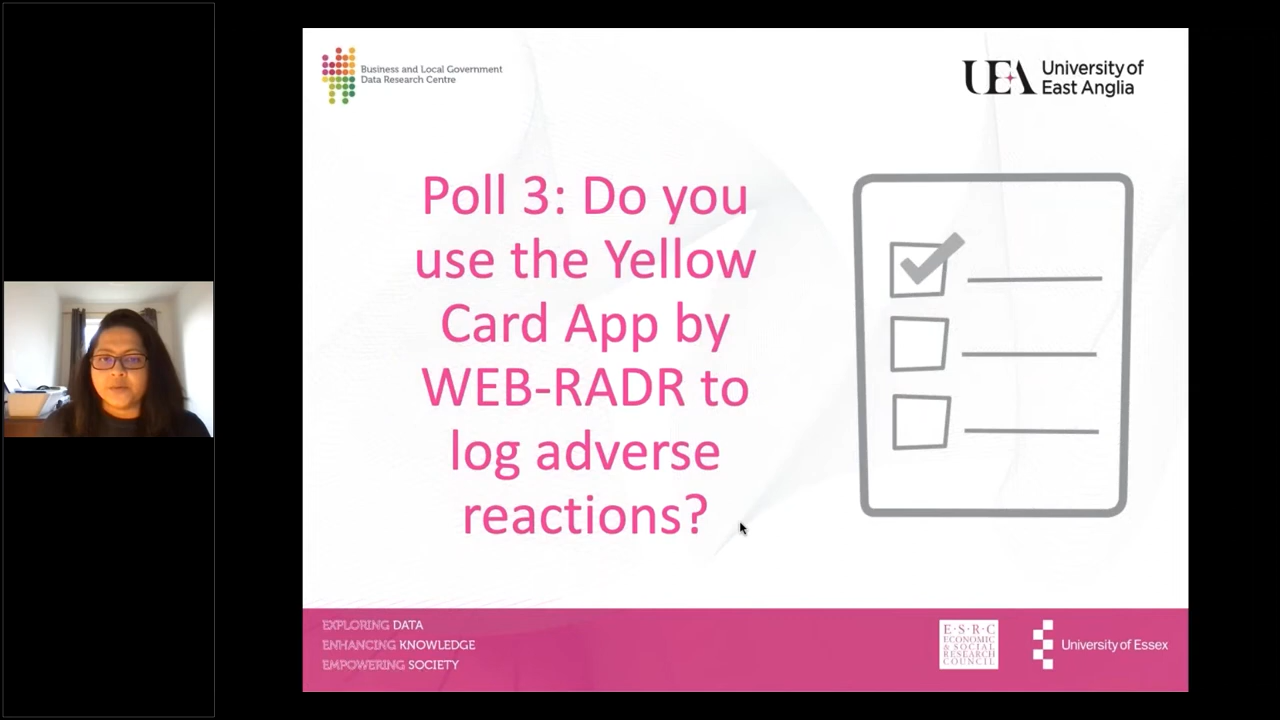 Business and Local Government
Data Research Centre
UEA University of
East Anglia
Poll 3: Do you
use the Yellow
Card App by
WEB-RADR to
log adverse
reactions?
EXPLORING DATA
ENHANCING KNOWLEDGE
EMPOWERING SOCIETY
E·S·R·C
ECONOMIC
& SOCIAL
RESEARCH
COUNCIL
University of Essex